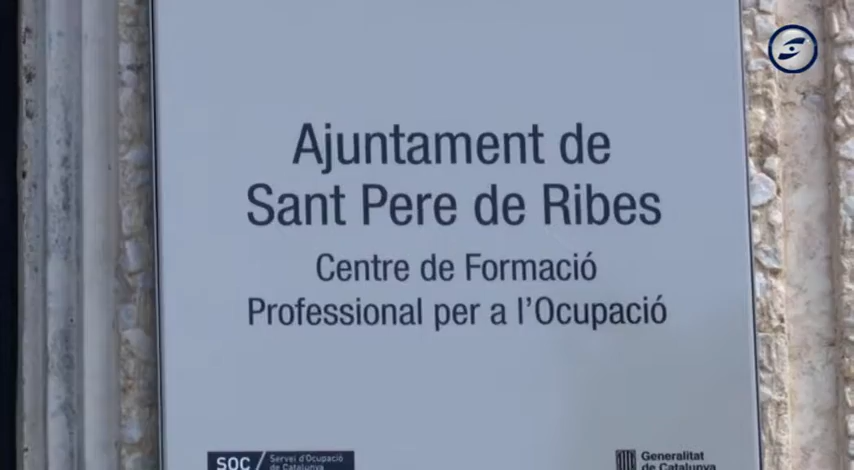 Ajuntament de
Sant Pere de Ribes
Centre de Formació
Professional per a l'Ocupació
SOC / Servei d'Ocupació
de Catalunya
Generalitat
de Catalunya